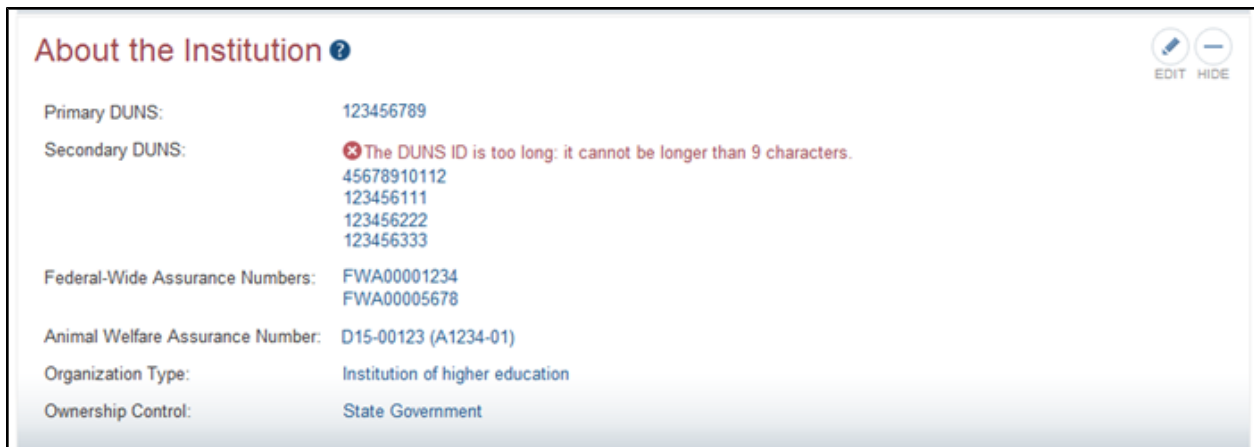 About the Institution ?
EDIT HIDE
Primary DUNS: 123456789
Secondary DUNS: The DUNS ID is too long: it cannot be longer than 9 characters.
45678910112
123456111
123456222
123456333
Federal-Wide Assurance Numbers: FWA00001234
FWA00005678
Animal Welfare Assurance Number: D15-00123 (A1234-01)
Organization Type: Institution of higher education
Ownership Control: State Government